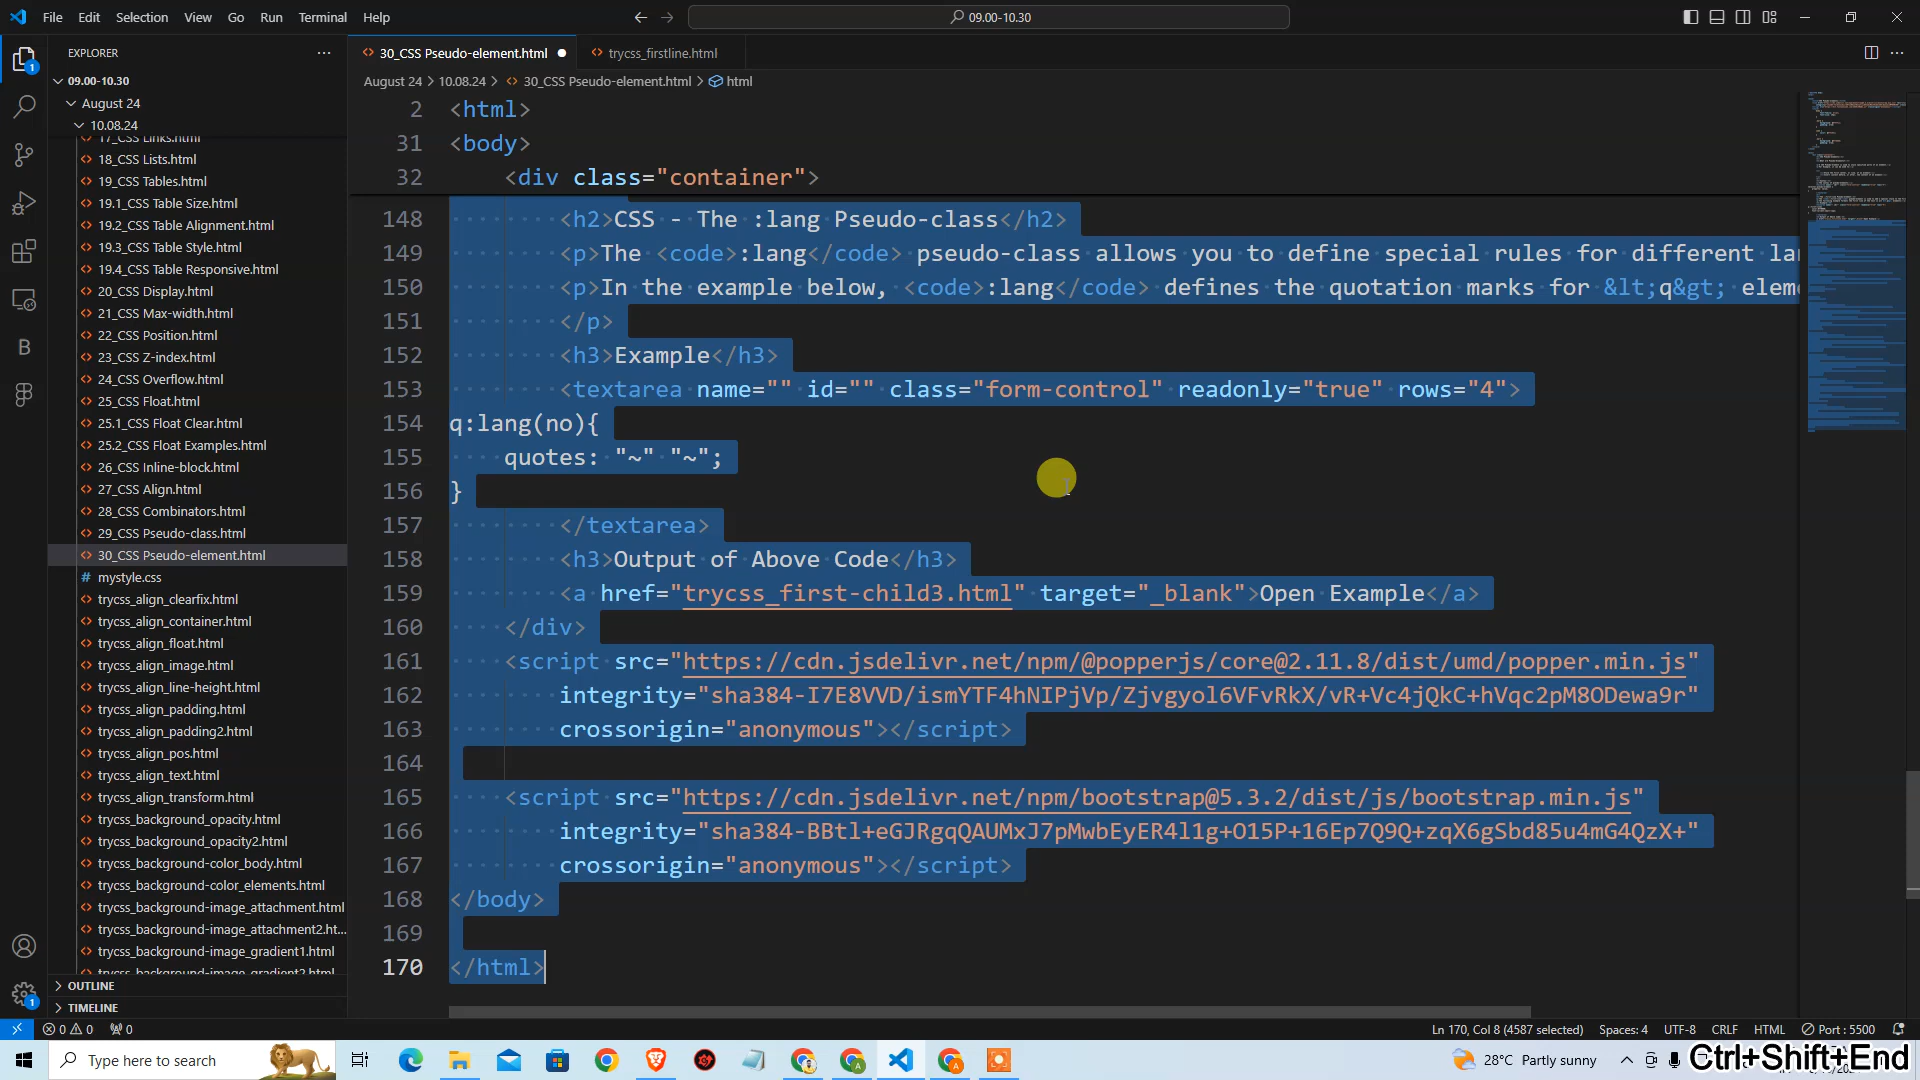 File Edit Selection View Go Run Terminal Help
09.00-10.30
EXPLORER
30_CSS Pseudo-element.html
trycss_firstline.html
09.00-10.30
August 24 > 10.08.24 > 30_CSS Pseudo-element.html > html
August 24
10.08.24
17_CSS Links.html
18_CSS Lists.html
19_CSS Tables.html
19.1_CSS Table Size.html
19.2_CSS Table Alignment.html
19.3_CSS Table Style.html
19.4_CSS Table Responsive.html
20_CSS Display.html
21_CSS Max-width.html
22_CSS Position.html
23_CSS Z-index.html
24_CSS Overflow.html
25_CSS Float.html
25.1_CSS Float Clear.html
25.2_CSS Float Examples.html
26_CSS Inline-block.html
27_CSS Align.html
28_CSS Combinators.html
29_CSS Pseudo-class.html
30_CSS Pseudo-element.html
mystyle.css
trycss_align_clearfix.html
trycss_align_container.html
trycss_align_float.html
trycss_align_image.html
trycss_align_line-height.html
trycss_align_padding.html
trycss_align_padding2.html
trycss_align_pos.html
trycss_align_text.html
trycss_align_transform.html
trycss_background_opacity.html
trycss_background_opacity2.html
trycss_background-color_body.html
trycss_background-color_elements.html
trycss_background-image_attachment.html
trycss_background-image_attachment2.ht...
trycss_background-image_gradient1.html
trycss_background-image_gradient2.html
OUTLINE
TIMELINE
2 <html>
31 <body>
32 <div class="container">
148 <h2>CSS - The :lang Pseudo-class</h2>
149 <p>The <code>:lang</code> pseudo-class allows you to define special rules for different la
150 <p>In the example below, <code>:lang</code> defines the quotation marks for &lt;q&gt; elem
151 </p>
152 <h3>Example</h3>
153 <textarea name="" id="" class="form-control" readonly="true" rows="4">
154 q:lang(no){
155 quotes: "~" "~";
156 }
157 </textarea>
158 <h3>Output of Above Code</h3>
159 <a href="trycss_first-child3.html" target="_blank">Open Example</a>
160 </div>
161 <script src="https://cdn.jsdelivr.net/npm/@popperjs/core@2.11.8/dist/umd/popper.min.js"
162 integrity="sha384-I7E8VVD/ismYTF4hNIPjVp/Zjvgyol6VFvRkX/vR+Vc4jQkC+hVqc2pM8ODewa9r"
163 crossorigin="anonymous"></script>
164
165 <script src="https://cdn.jsdelivr.net/npm/bootstrap@5.3.2/dist/js/bootstrap.min.js"
166 integrity="sha384-BBtl+eGJRgqQAUMxJ7pMwbEyER4l1g+O15P+16Ep7Q9Q+zqX6gSbd85u4mG4QzX+"
167 crossorigin="anonymous"></script>
168 </body>
169
170 </html>
0 0 0
Ln 170, Col 8 (4587 selected) Spaces: 4 UTF-8 CRLF HTML Port : 5500
Type here to search
28°C Partly sunny
Ctrl+Shift+End